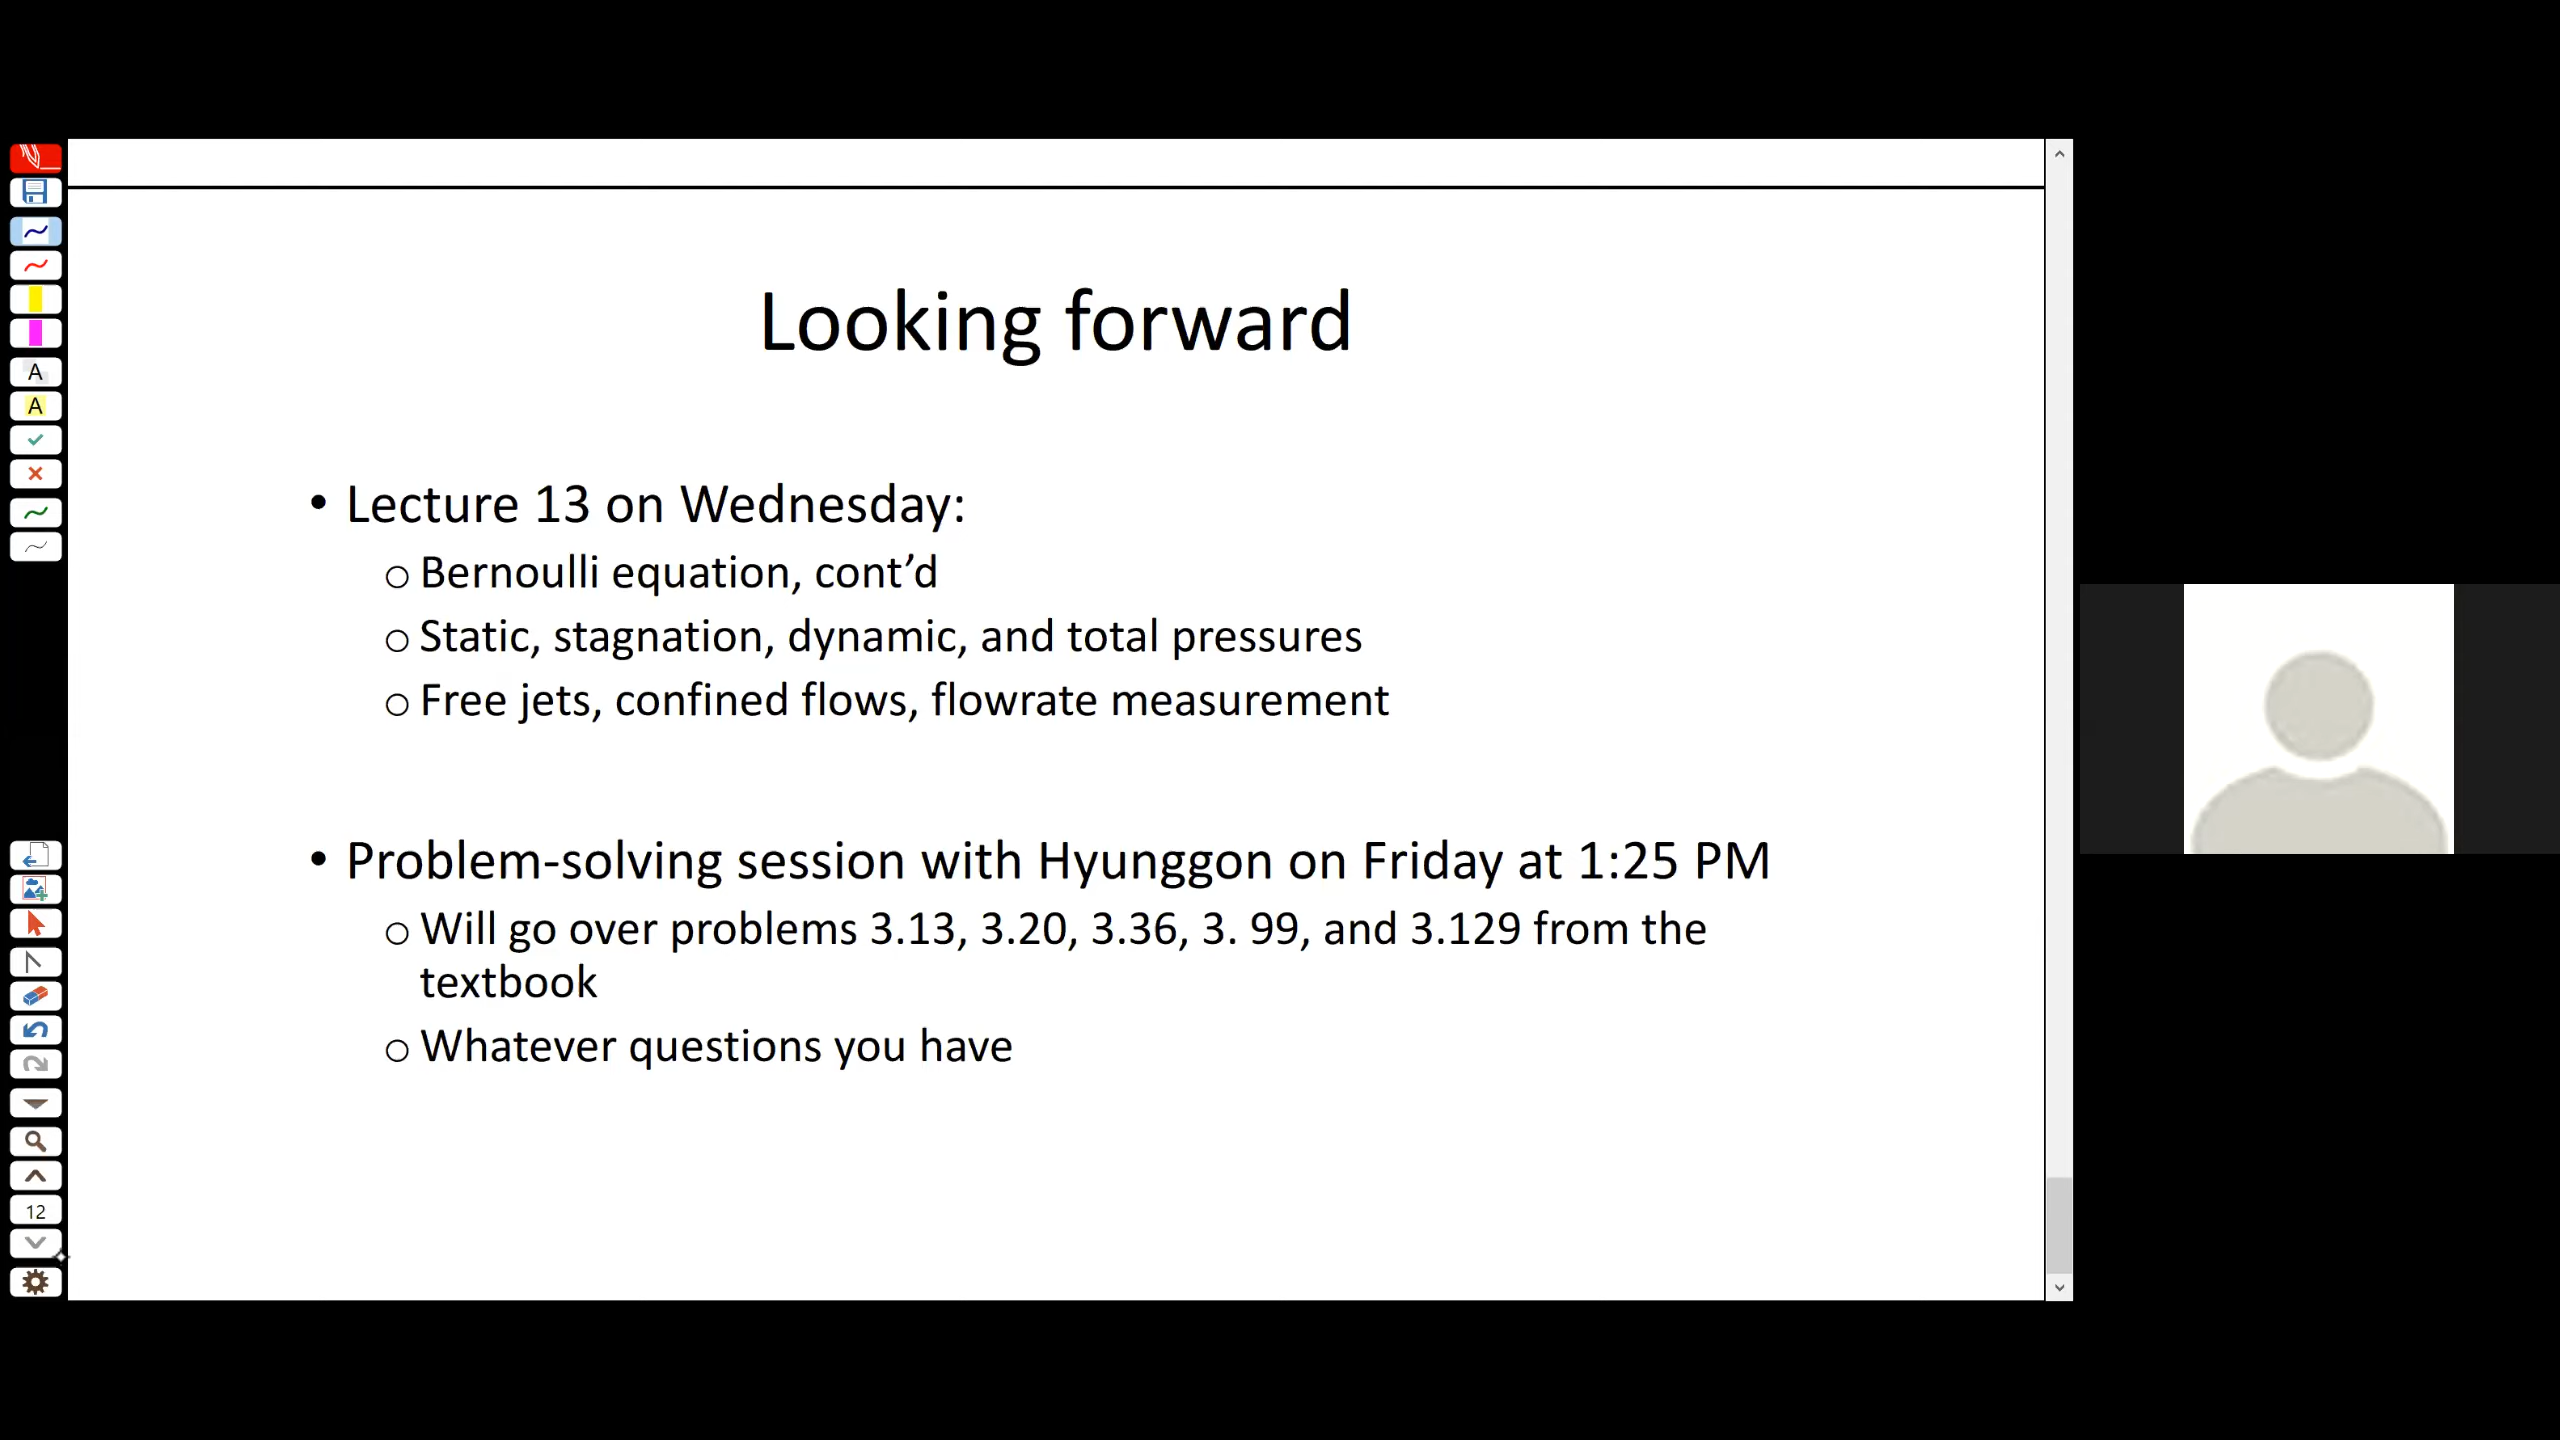 Looking forward
• Lecture 13 on Wednesday:
o Bernoulli equation, cont’d
o Static, stagnation, dynamic, and total pressures
o Free jets, confined flows, flowrate measurement
• Problem-solving session with Hyunggon on Friday at 1:25 PM
o Will go over problems 3.13, 3.20, 3.36, 3. 99, and 3.129 from the
textbook
o Whatever questions you have
A
A
12